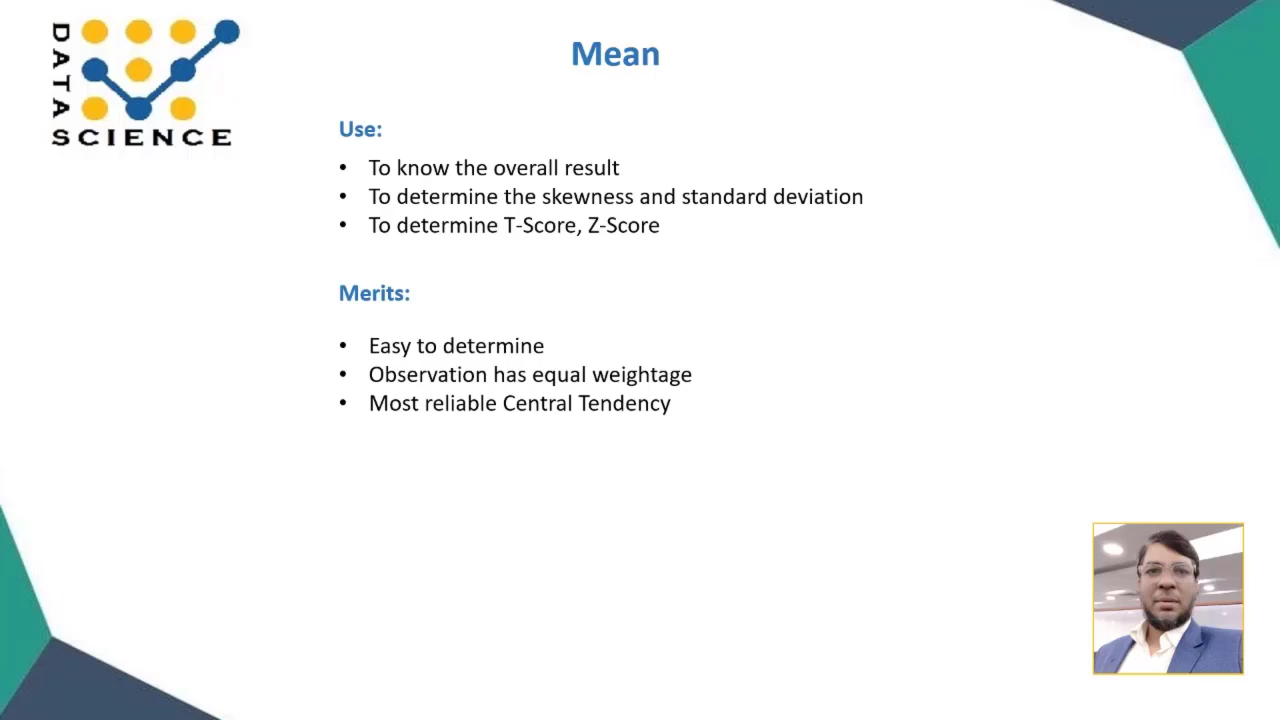 DATA
SCIENCE
Mean
Use:
• To know the overall result
• To determine the skewness and standard deviation
• To determine T-Score, Z-Score
Merits:
• Easy to determine
• Observation has equal weightage
• Most reliable Central Tendency